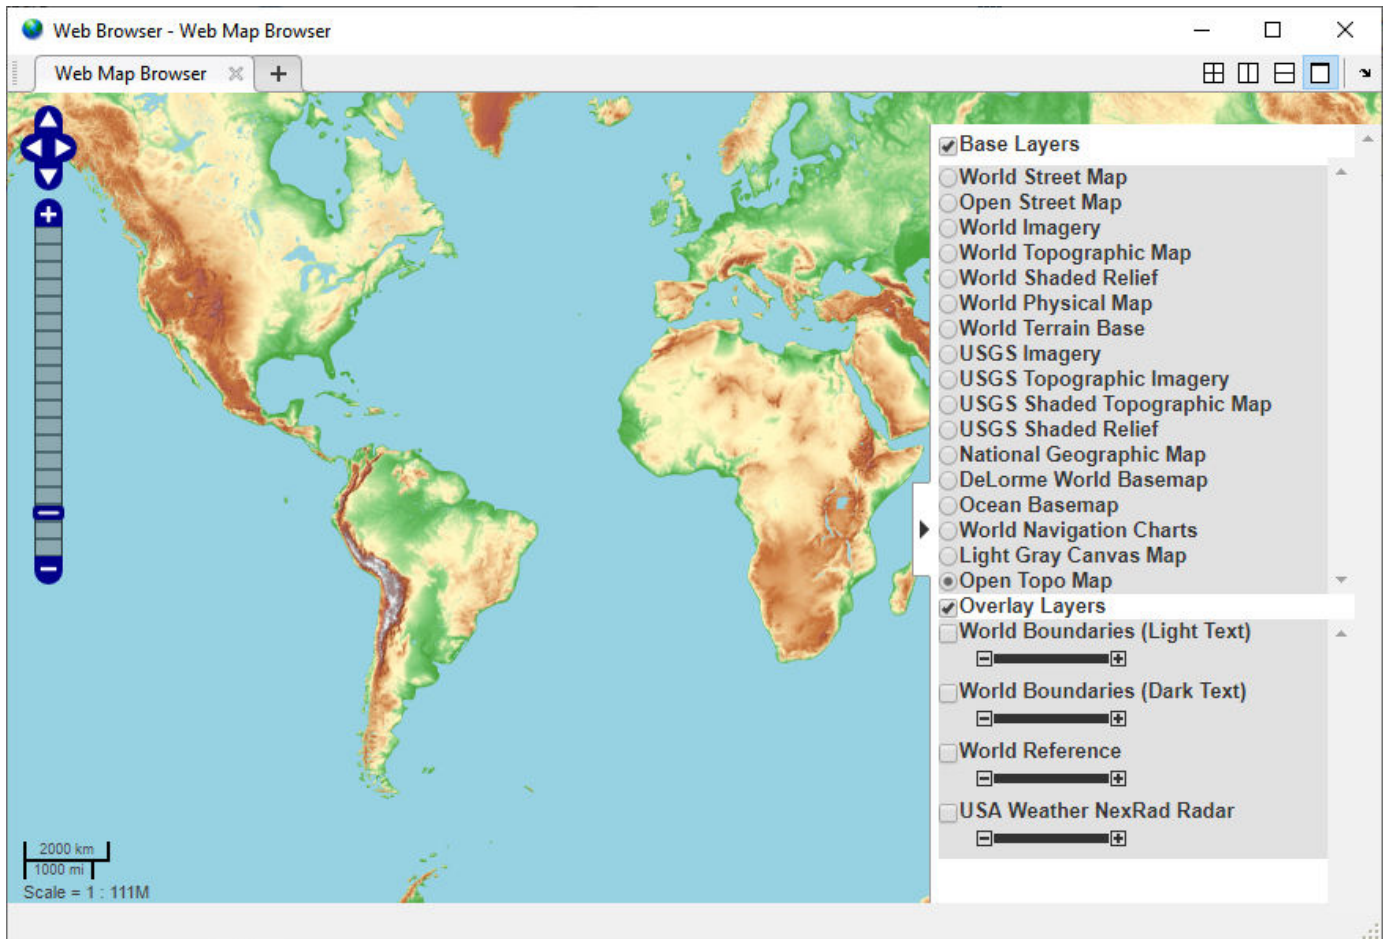 Web Browser - Web Map Browser
Web Map Browser
Base Layers
World Street Map
Open Street Map
World Imagery
World Topographic Map
World Shaded Relief
World Physical Map
World Terrain Base
USGS Imagery
USGS Topographic Imagery
USGS Shaded Topographic Map
USGS Shaded Relief
National Geographic Map
DeLorme World Basemap
Ocean Basemap
World Navigation Charts
Light Gray Canvas Map
Open Topo Map
Overlay Layers
World Boundaries (Light Text)
World Boundaries (Dark Text)
World Reference
USA Weather NexRad Radar
2000 km
1000 mi
Scale = 1 : 111M